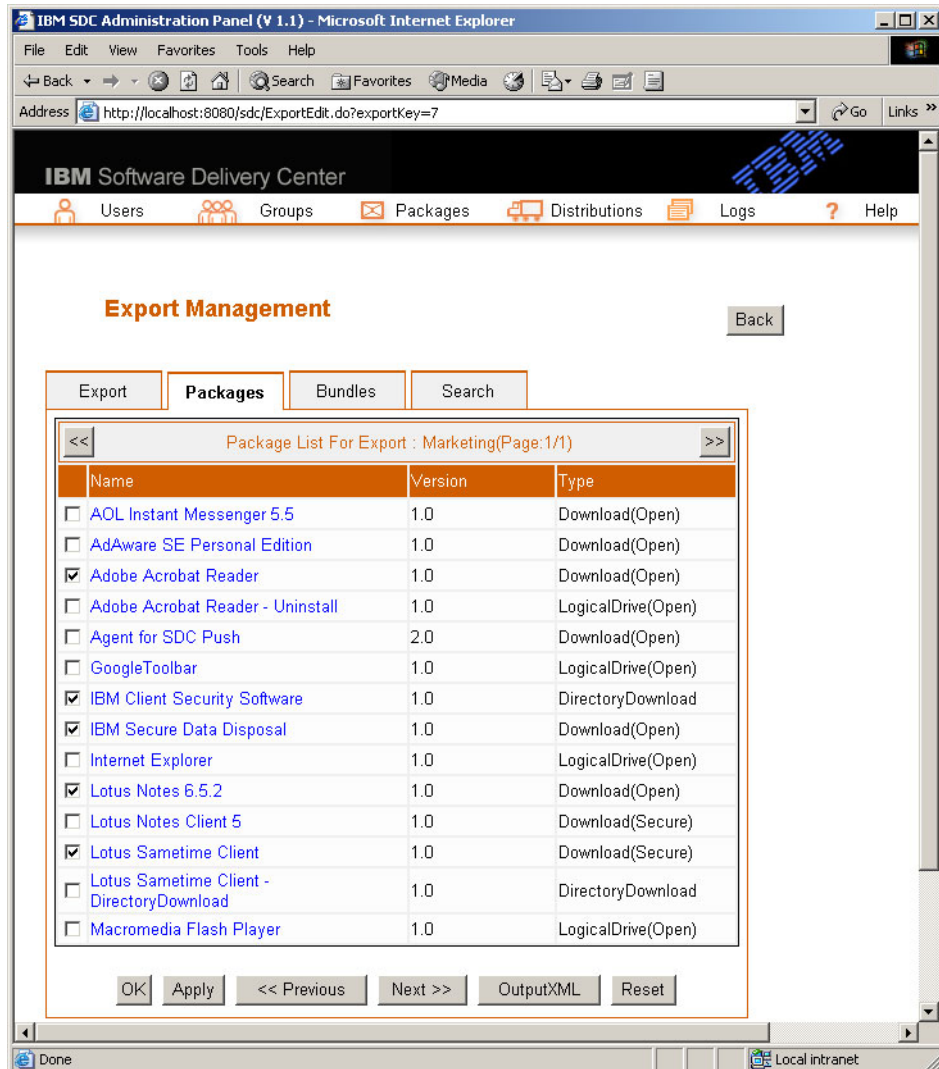 IBM SDC Administration Panel (V 1.1) - Microsoft Internet Explorer
File Edit View Favorites Tools Help
Back Search Favorites Media
Address http://localhost:8080/sdc/ExportEdit.do?exportKey=7 Go Links »
IBM Software Delivery Center
IBM
Users Groups Packages Distributions Logs ? Help
Export Management
Back
Export Packages Bundles Search
<< Package List For Export : Marketing(Page:1/1) >>
Name Version Type
AOL Instant Messenger 5.5 1.0 Download(Open)
AdAware SE Personal Edition 1.0 Download(Open)
Adobe Acrobat Reader 1.0 Download(Open)
Adobe Acrobat Reader - Uninstall 1.0 LogicalDrive(Open)
Agent for SDC Push 2.0 Download(Open)
GoogleToolbar 1.0 LogicalDrive(Open)
IBM Client Security Software 1.0 DirectoryDownload
IBM Secure Data Disposal 1.0 Download(Open)
Internet Explorer 1.0 LogicalDrive(Open)
Lotus Notes 6.5.2 1.0 Download(Open)
Lotus Notes Client 5 1.0 Download(Secure)
Lotus Sametime Client 1.0 Download(Secure)
Lotus Sametime Client -
DirectoryDownload 1.0 DirectoryDownload
Macromedia Flash Player 1.0 LogicalDrive(Open)
OK Apply << Previous Next >> OutputXML Reset
Done Local intranet